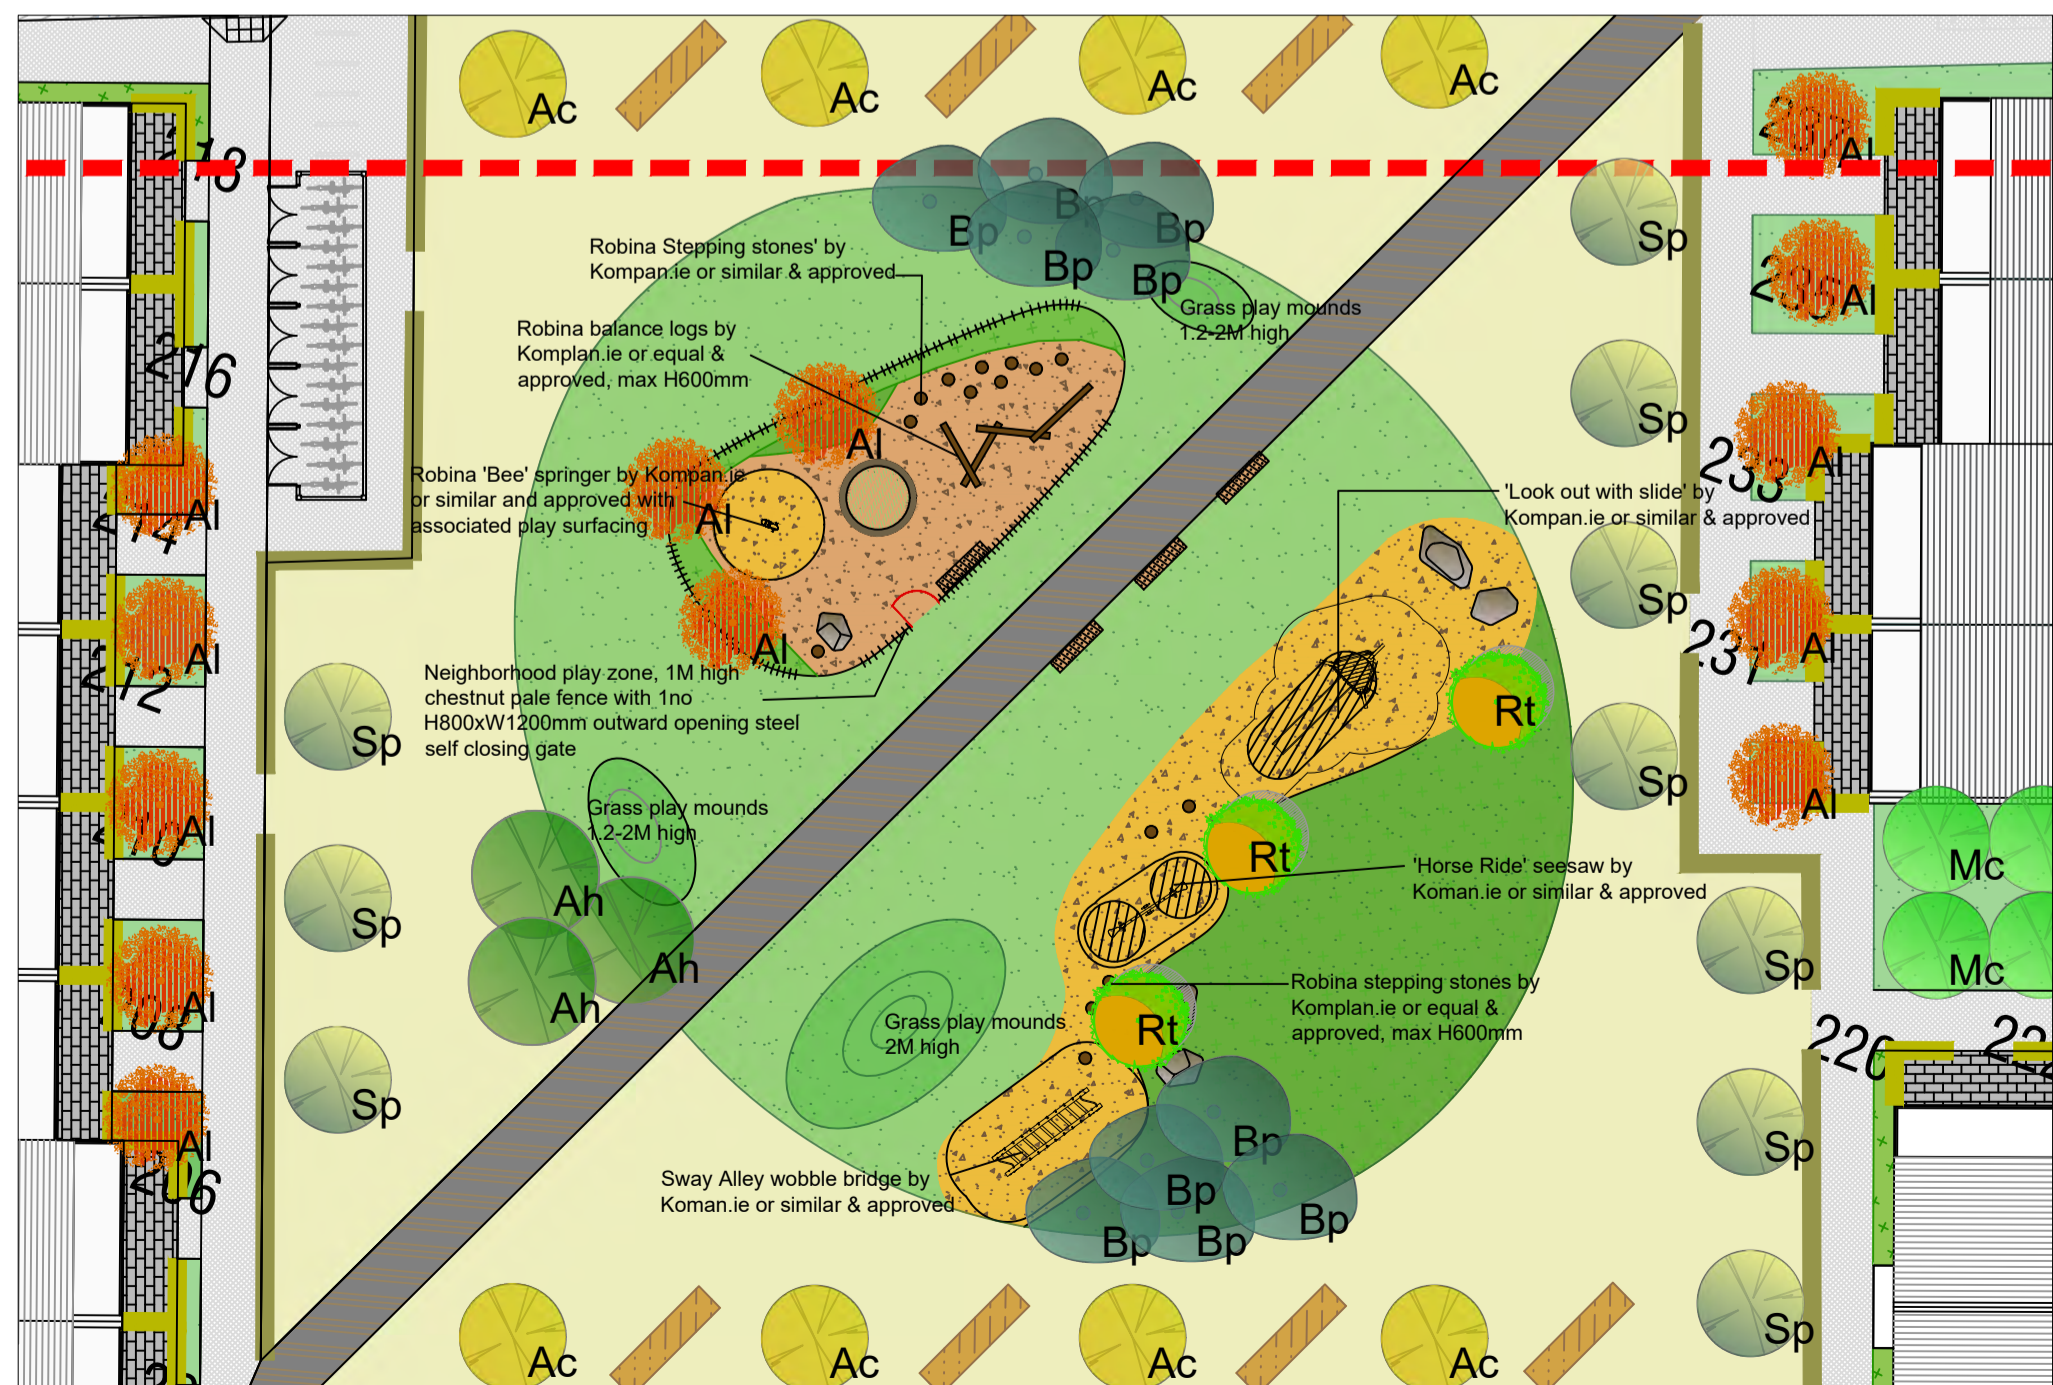 Ac
Ac
Ac
Ac
Al
218
Bp
Bp
Bp
Bp
Bp
Sp
Robina Stepping stones' by
Kompan.ie or similar & approved
Grass play mounds
1.2-2M high
Al
Robina balance logs by
Komplan.ie or equal &
approved, max H600mm
216
Al
Sp
Robina 'Bee' springer by Kompan.ie
or similar and approved with
associated play surfacing
Al
Al
233
Al
'Look out with slide' by
Kompan.ie or similar & approved
Sp
Al
Neighborhood play zone, 1M high
chestnut pale fence with 1no
H800xW1200mm outward opening steel
self closing gate
Al
212
231
Al
Rt
Sp
Sp
Grass play mounds
1.2-2M high
Al
Al
Rt
Mc
'Horse Ride' seesaw by
Koman.ie or similar & approved
Ah
Ah
Ah
Sp
Sp
Mc
Robina stepping stones by
Komplan.ie or equal &
approved, max H600mm
Al
Grass play mounds
2M high
Rt
220
Sp
Al
206
Sp
Bp
Bp
Bp
Bp
Bp
Sway Alley wobble bridge by
Koman.ie or similar & approved
Sp
Ac
Ac
Ac
Ac